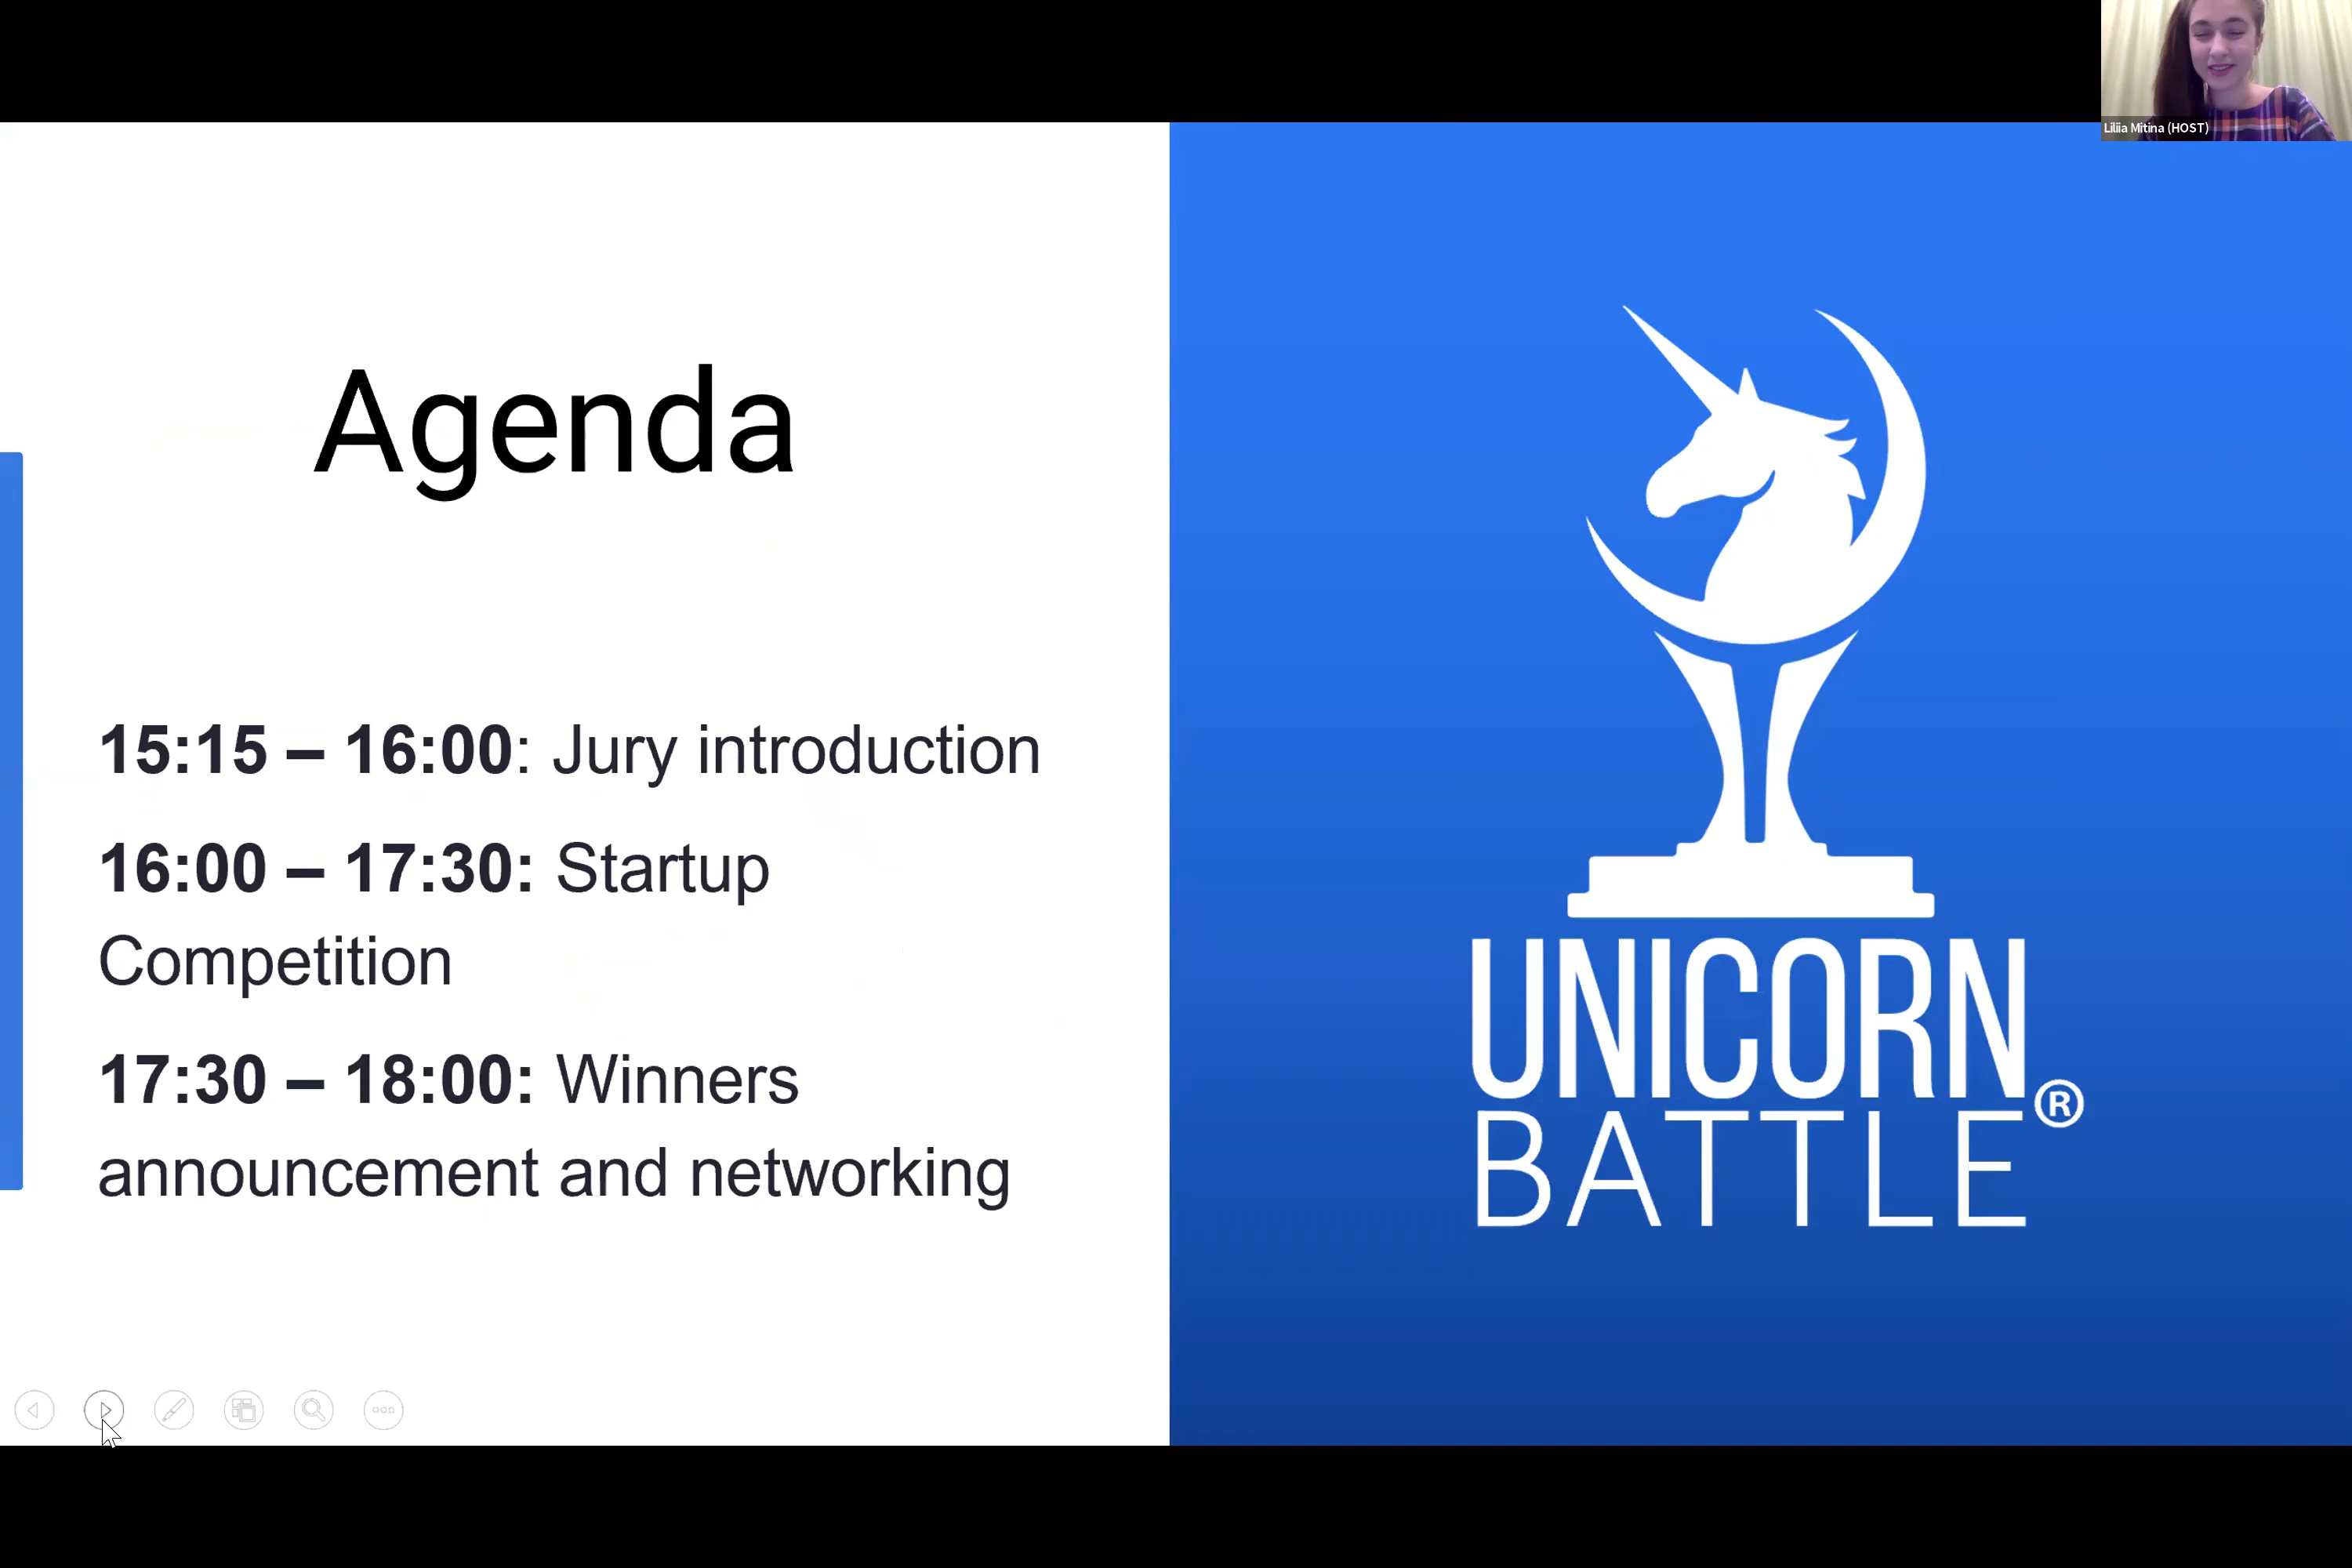 Liliia Mitina (HOST)
Agenda
15:15 – 16:00: Jury introduction
16:00 – 17:30: Startup
Competition
17:30 – 18:00: Winners
announcement and networking
UNICORN
BATTLE®